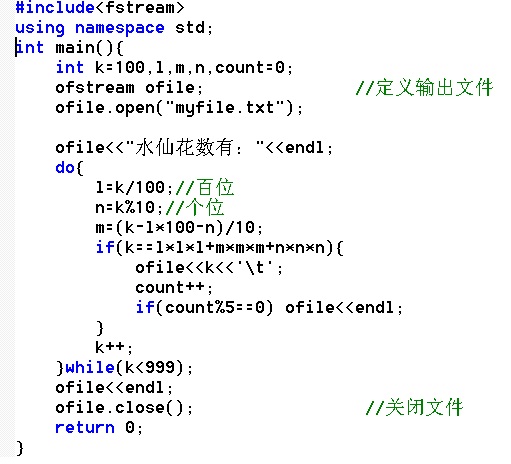 #include<fstream>
using namespace std;
int main(){
    int k=100,l,m,n,count=0;
    ofstream ofile;                //定义输出文件
    ofile.open("myfile.txt");
    ofile<<"水仙花数有："<<endl;
    do{
        l=k/100;//百位
        n=k%10;//个位
        m=(k-l*100-n)/10;
        if(k==l*l*l+m*m*m+n*n*n){
            ofile<<k<<'\t';
            count++;
            if(count%5==0) ofile<<endl;
        }
        k++;
    }while(k<999);
    ofile<<endl;
    ofile.close();                 //关闭文件
    return 0;
}